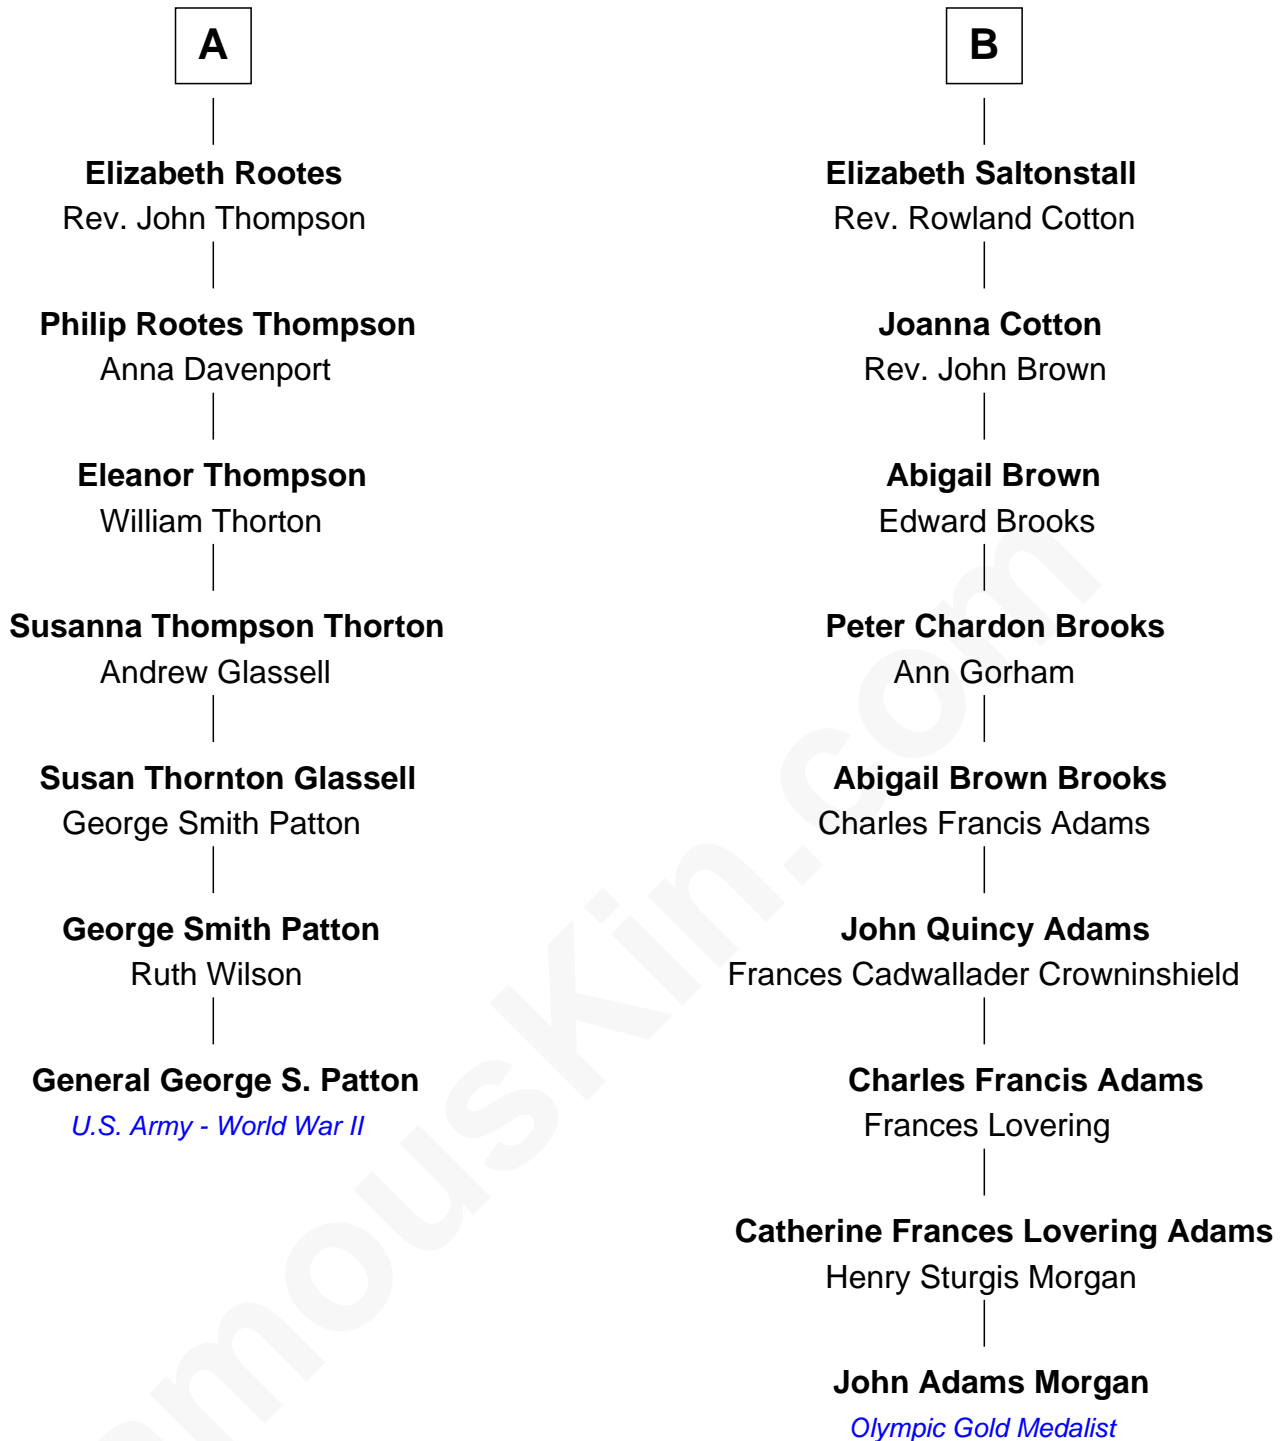 A
Elizabeth Rootes
Rev. John Thompson
Philip Rootes Thompson
Anna Davenport
Eleanor Thompson
William Thorton
Susanna Thompson Thorton
Andrew Glassell
Susan Thornton Glassell
George Smith Patton
George Smith Patton
Ruth Wilson
General George S. Patton
U.S. Army - World War II
B
Elizabeth Saltonstall
Rev. Rowland Cotton
Joanna Cotton
Rev. John Brown
Abigail Brown
Edward Brooks
Peter Chardon Brooks
Ann Gorham
Abigail Brown Brooks
Charles Francis Adams
John Quincy Adams
Frances Cadwallader Crowninshield
Charles Francis Adams
Frances Lovering
Catherine Frances Lovering Adams
Henry Sturgis Morgan
John Adams Morgan
Olympic Gold Medalist
amousKin.com